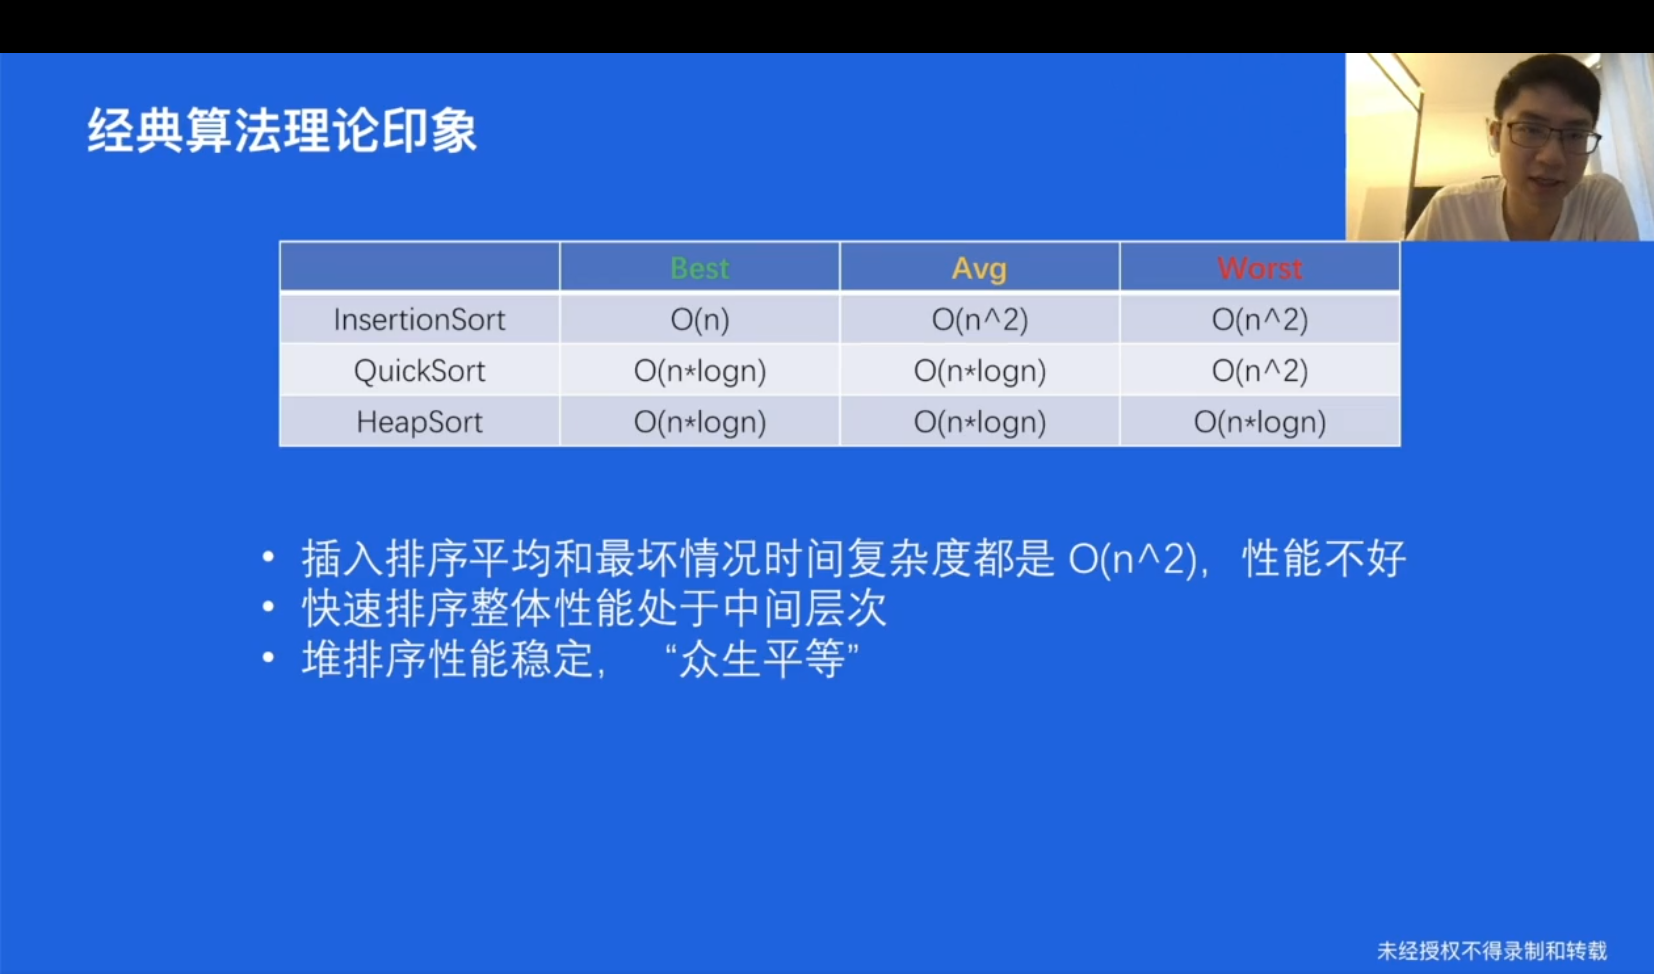 经典算法理论印象
Best Avg Worst
InsertionSort O(n) O(n^2) O(n^2)
QuickSort O(n*logn) O(n*logn) O(n^2)
HeapSort O(n*logn) O(n*logn) O(n*logn)
• 插入排序平均和最坏情况时间复杂度都是 O(n^2)，性能不好
• 快速排序整体性能处于中间层次
• 堆排序性能稳定，“众生平等”
未经授权不得录制和转载